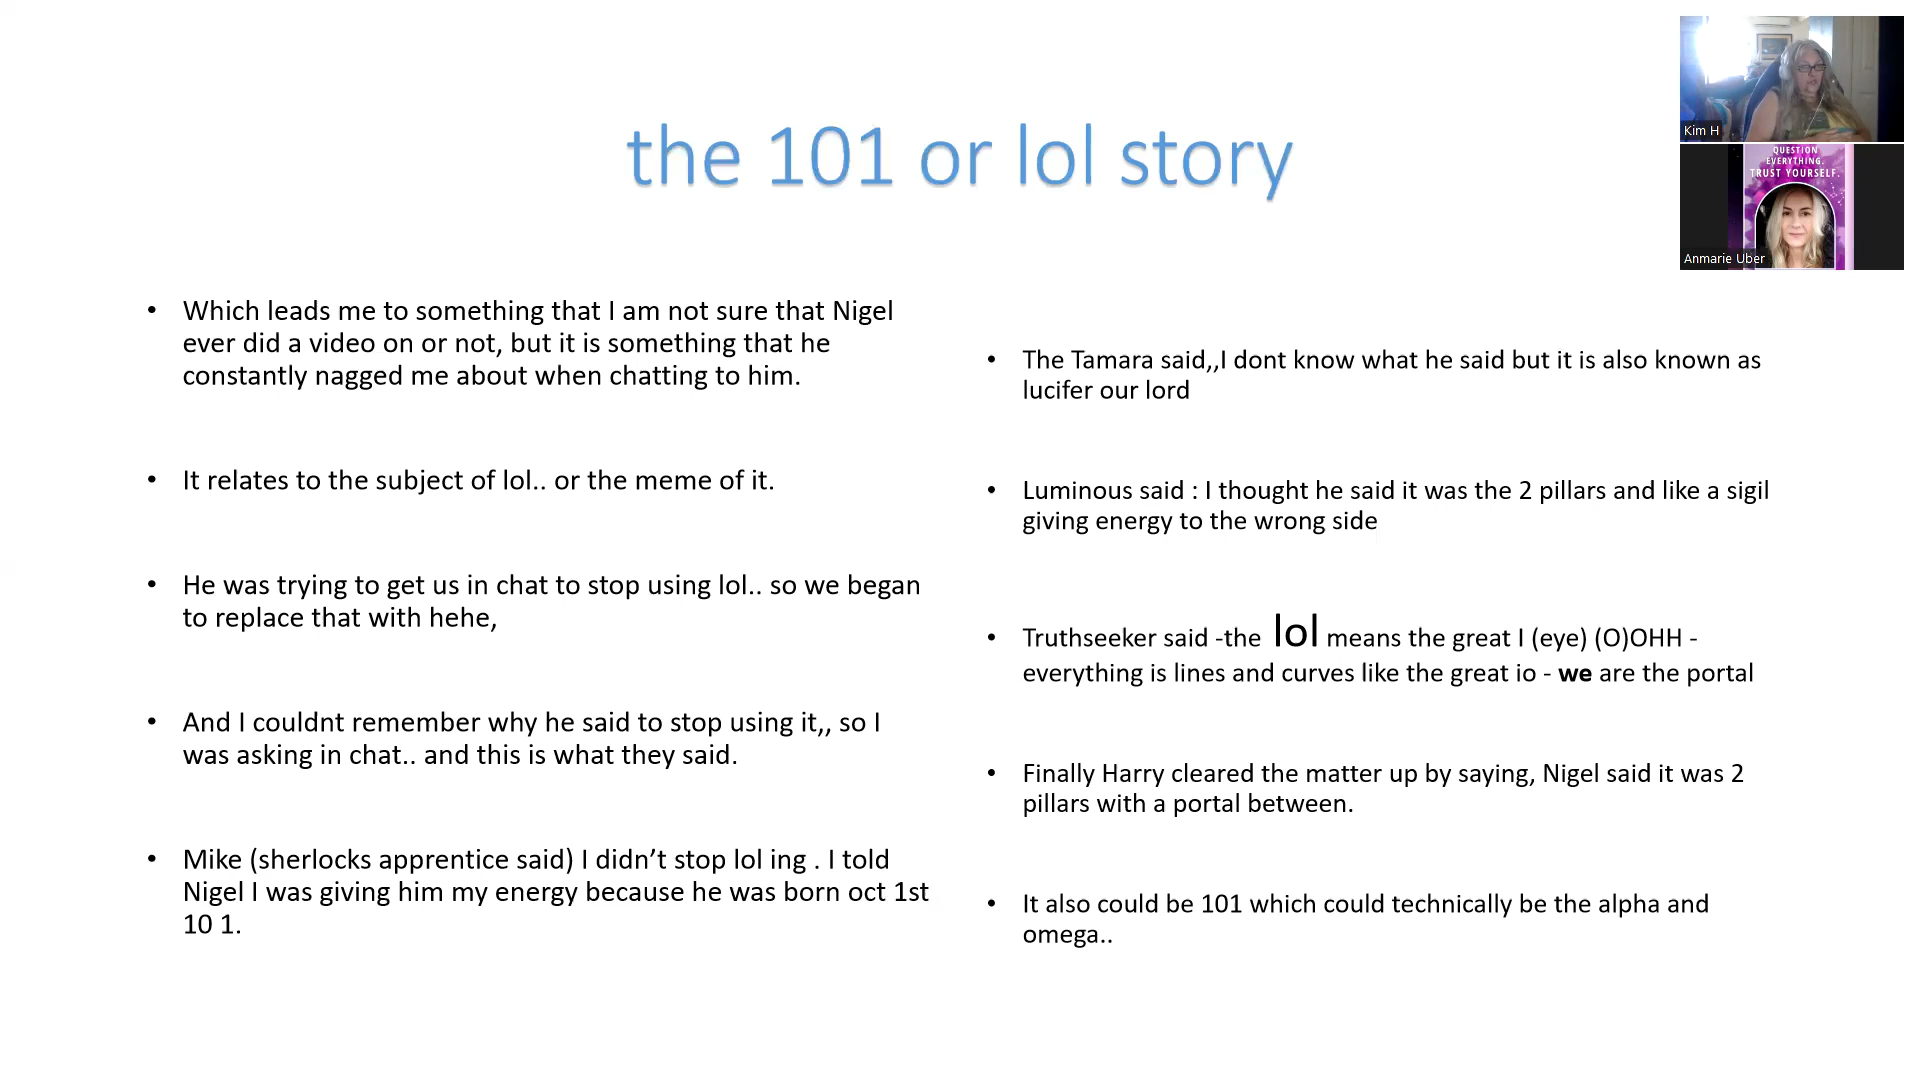 the 101 or lol story
• Which leads me to something that I am not sure that Nigel
ever did a video on or not, but it is something that he
constantly nagged me about when chatting to him.
• It relates to the subject of lol.. or the meme of it.
• He was trying to get us in chat to stop using lol.. so we began
to replace that with hehe,
• And I couldnt remember why he said to stop using it,, so I
was asking in chat.. and this is what they said.
• Mike (sherlocks apprentice said) I didn’t stop lol ing . I told
Nigel I was giving him my energy because he was born oct 1st
10 1.
• The Tamara said,,I dont know what he said but it is also known as
lucifer our lord
• Luminous said : I thought he said it was the 2 pillars and like a sigil
giving energy to the wrong side
• Truthseeker said -the lol means the great I (eye) (O)OHH -
everything is lines and curves like the great io - we are the portal
• Finally Harry cleared the matter up by saying, Nigel said it was 2
pillars with a portal between.
• It also could be 101 which could technically be the alpha and
omega..
Kim H
QUESTION
EVERYTHING.
TRUST YOURSELF.
Anmarie Uber